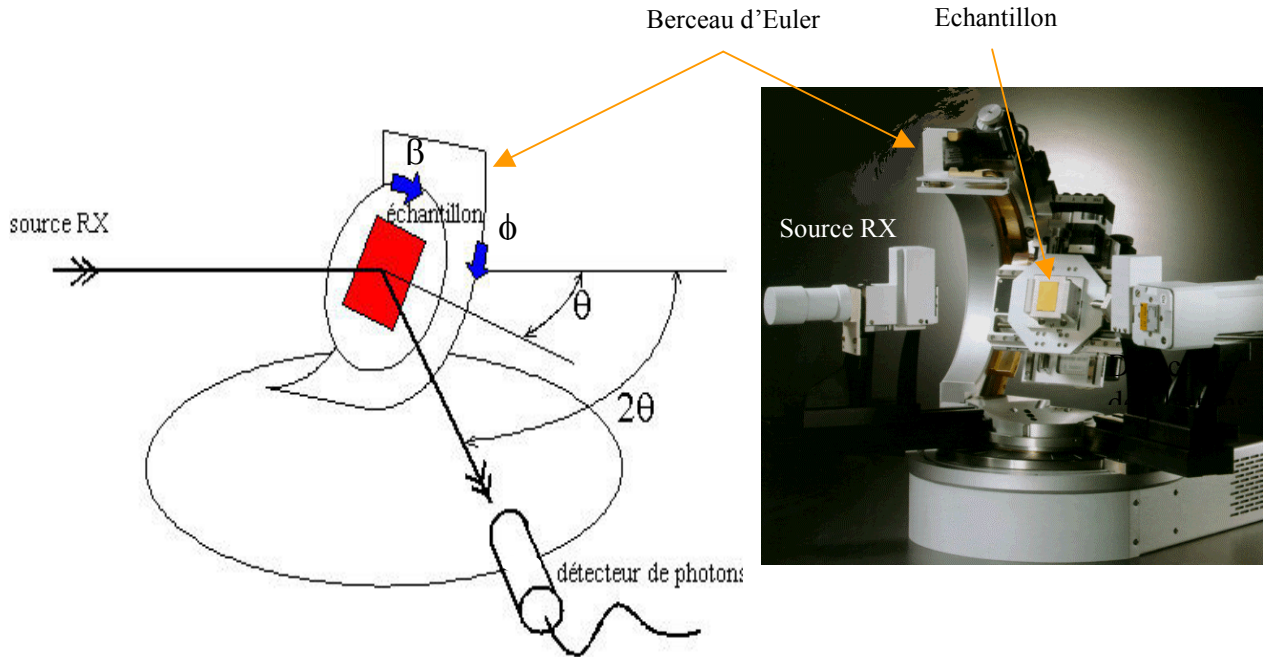 Berceau d'Euler
Echantillon
β
échantillon
source RX
ϕ
Source RX
θ
2θ
détecteur de photons